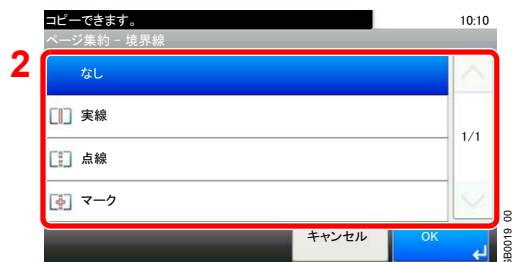 コピーできます。 10:10
ページ集約 - 境界線
2
なし
実線
1/1
点線
マーク
キャンセル OK
GB0019_00